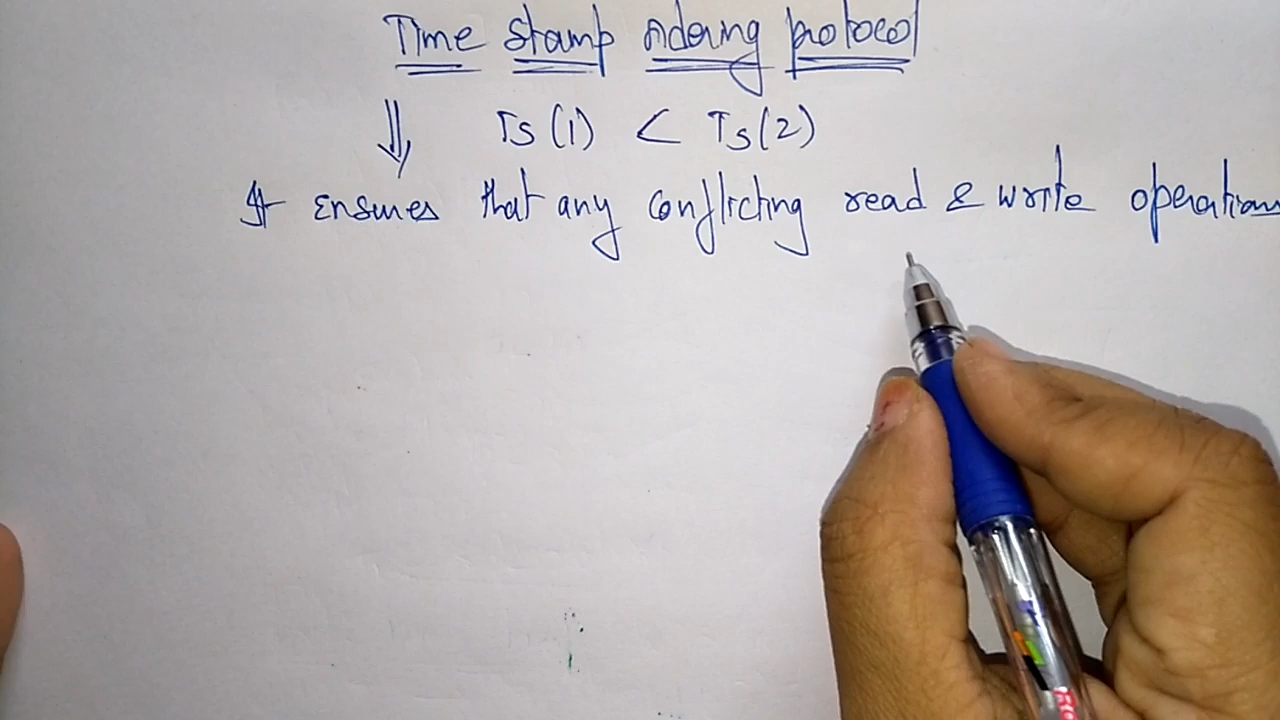 Time stamp ordering protocol
⇓ Ts(1) < Ts(2)
It ensures that any conflicting read & write operations